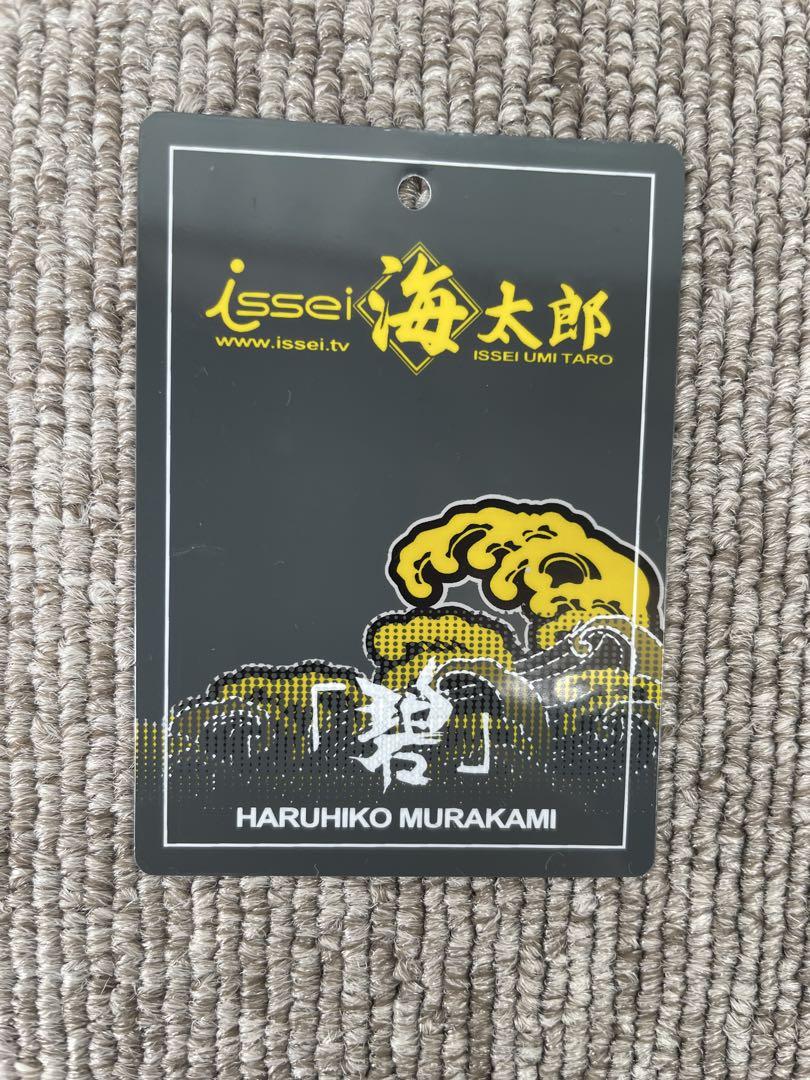 issei 海太郎
www.issei.tv ISSEI UMI TARO
「碧」
HARUHIKO MURAKAMI